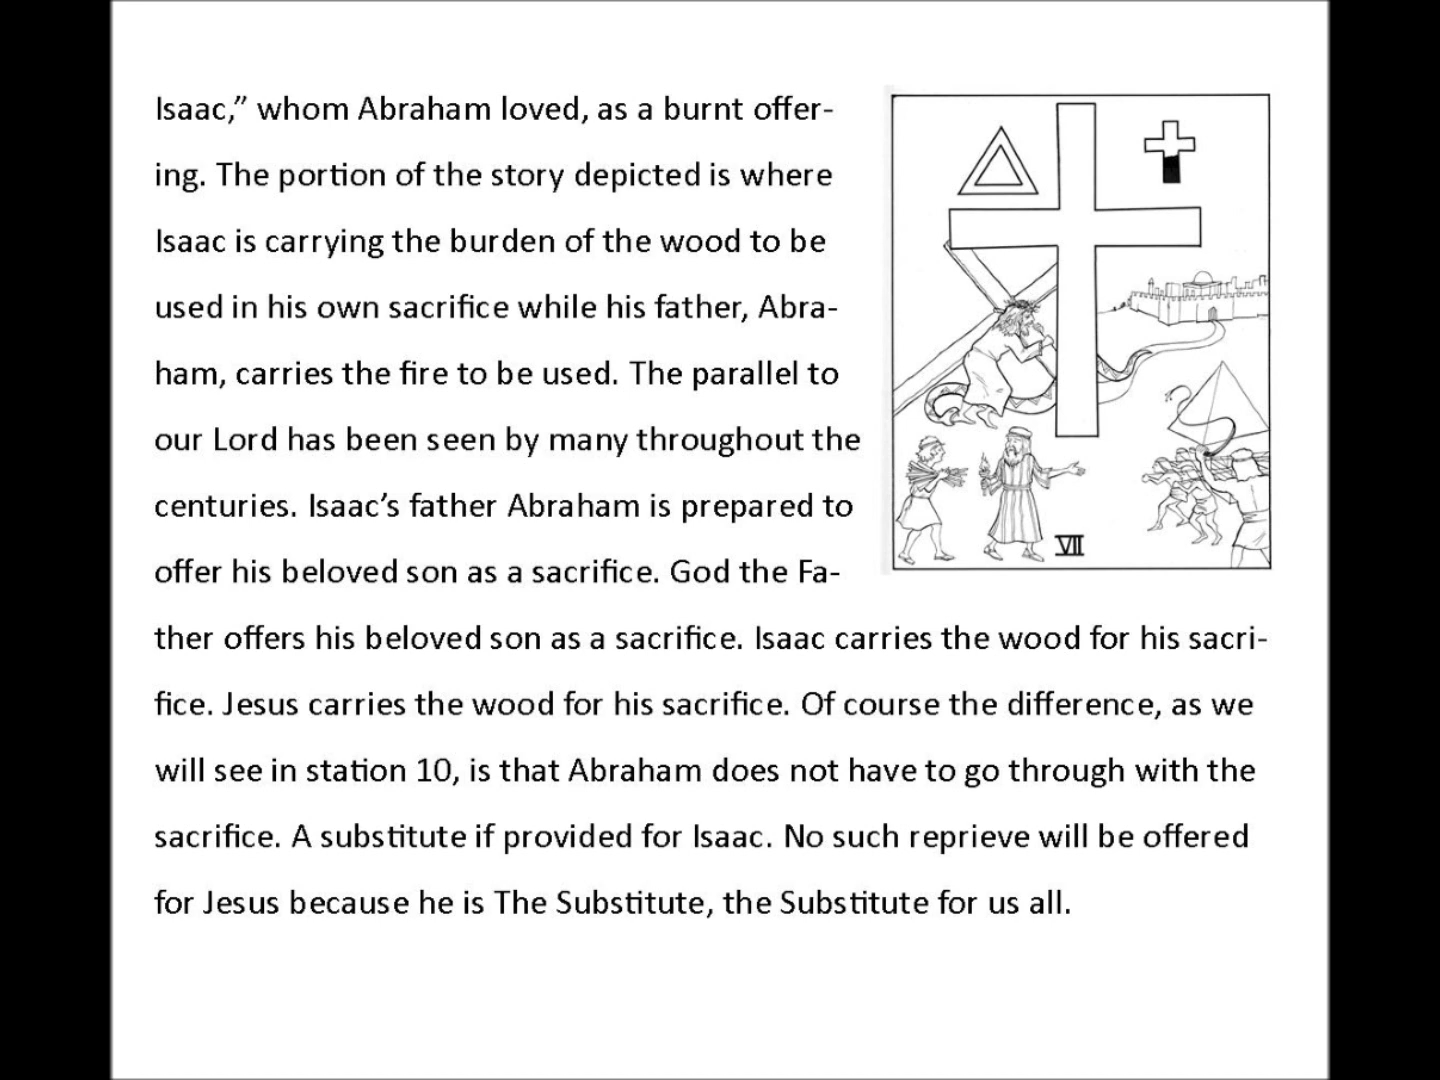 Isaac,” whom Abraham loved, as a burnt offer-
ing. The portion of the story depicted is where
Isaac is carrying the burden of the wood to be
used in his own sacrifice while his father, Abra-
ham, carries the fire to be used. The parallel to
our Lord has been seen by many throughout the
centuries. Isaac’s father Abraham is prepared to
offer his beloved son as a sacrifice. God the Fa-
ther offers his beloved son as a sacrifice. Isaac carries the wood for his sacri-
fice. Jesus carries the wood for his sacrifice. Of course the difference, as we
will see in station 10, is that Abraham does not have to go through with the
sacrifice. A substitute if provided for Isaac. No such reprieve will be offered
for Jesus because he is The Substitute, the Substitute for us all.
VII